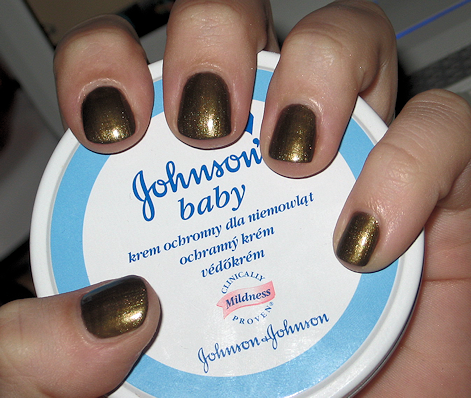 Johnson's
baby
krem ochronny dla niemowląt
ochranný krém
védőkrém
CLINICALLY
Mildness
PROVEN®
Johnson & Johnson